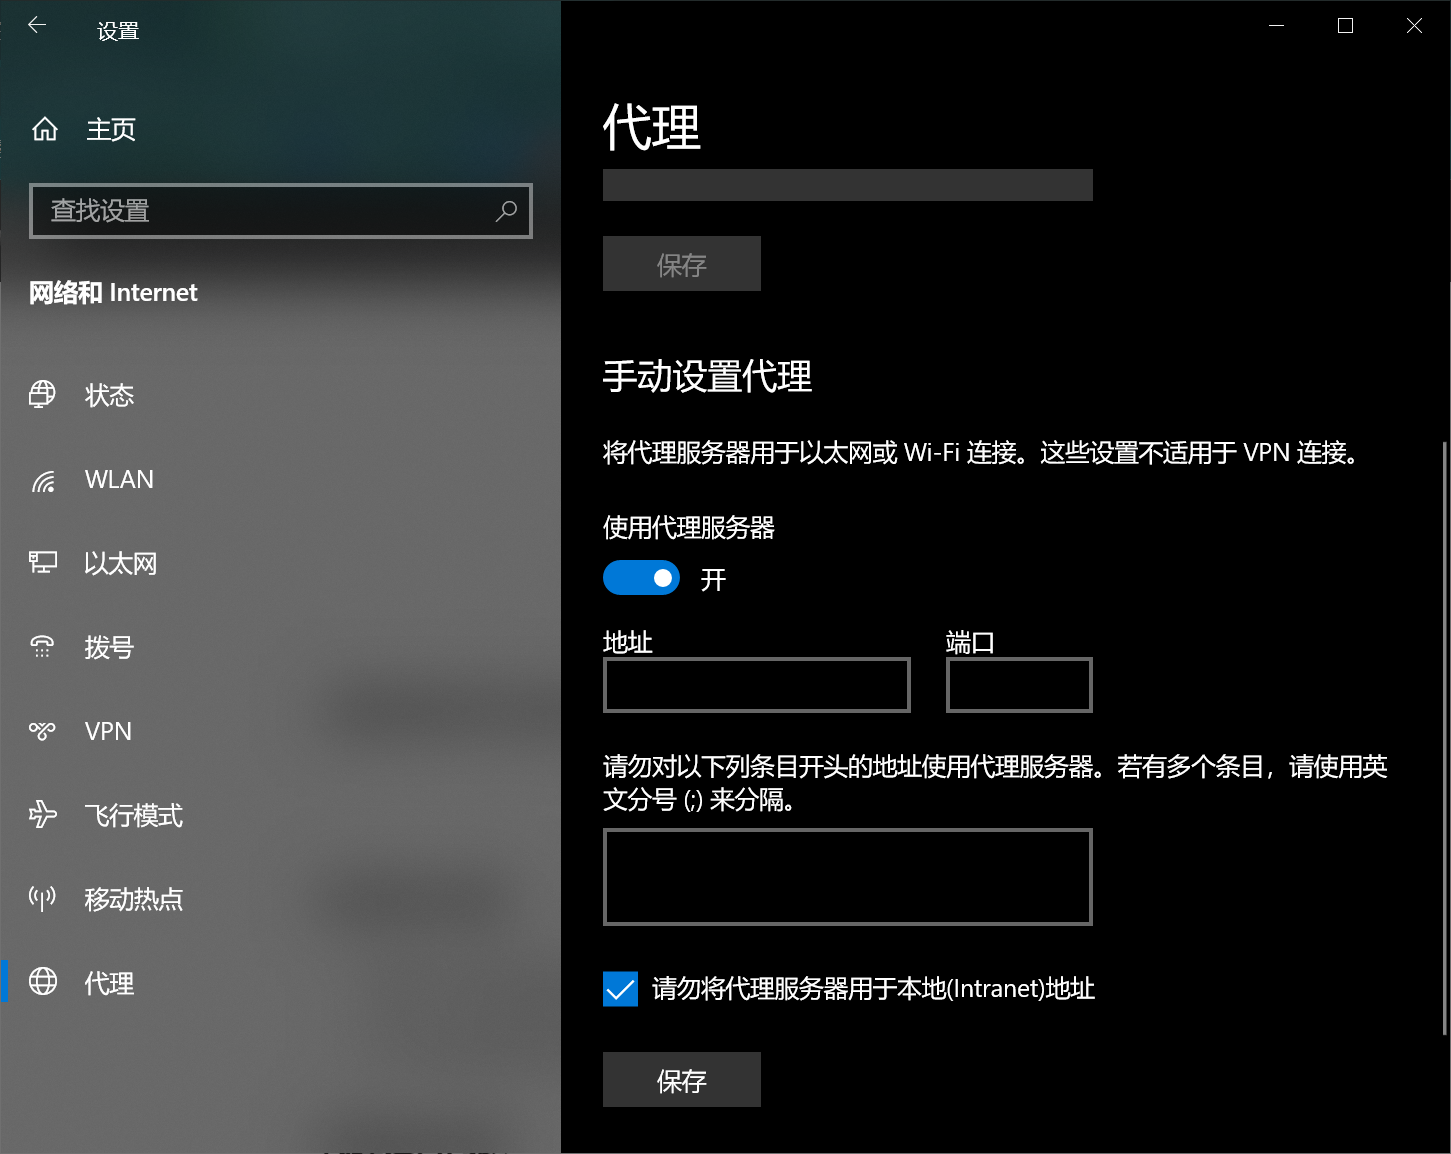 设置
主页
查找设置
网络和 Internet
状态
WLAN
以太网
拨号
VPN
飞行模式
移动热点
代理
代理
保存
手动设置代理
将代理服务器用于以太网或 Wi-Fi 连接。这些设置不适用于 VPN 连接。
使用代理服务器
开
地址
端口
请勿对以下列条目开头的地址使用代理服务器。若有多个条目，请使用英
文分号 (;) 来分隔。
请勿将代理服务器用于本地(Intranet)地址
保存